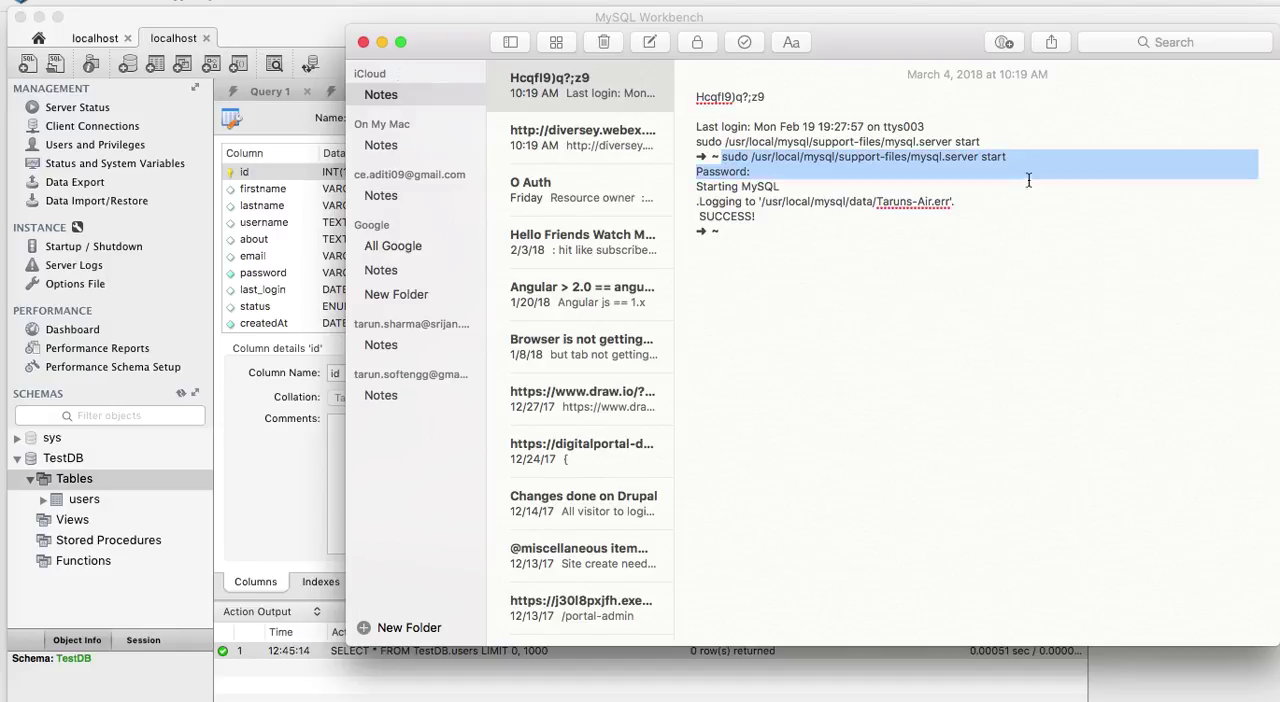 MySQL Workbench
localhost
localhost
MANAGEMENT
Server Status
Client Connections
Users and Privileges
Status and System Variables
Data Export
Data Import/Restore
INSTANCE
Startup / Shutdown
Server Logs
Options File
PERFORMANCE
Dashboard
Performance Reports
Performance Schema Setup
SCHEMAS
Filter objects
sys
TestDB
Tables
users
Views
Stored Procedures
Functions
Object Info Session
Schema: TestDB
Query 1
Name:
Column
id INT(
firstname VARC
lastname VARC
username TEXT
about TEXT
email VARC
password VARC
last_login DATE
status ENU
createdAt DATE
Column details 'id'
Column Name: id
Collation:
Comments:
Columns Indexes
Action Output
Time
1 12:45:14 SELECT * FROM TestDB.users LIMIT 0, 1000 0 row(s) returned 0.00051 sec / 0.0000...
Aa
Search
iCloud
Notes
On My Mac
Notes
ce.aditi09@gmail.com
Notes
Google
All Google
Notes
New Folder
tarun.sharma@srijan....
Notes
tarun.softengg@gma...
Notes
New Folder
HcqfI9)q?;z9
10:19 AM Last login: Mon...
http://diversey.webex....
10:19 AM http://diversey....
O Auth
Friday Resource owner :...
Hello Friends Watch M...
2/3/18 : hit like subscribe...
Angular > 2.0 == angu...
1/20/18 Angular js == 1.x
Browser is not getting...
1/8/18 but tab not getting...
https://www.draw.io/?...
12/27/17 https://www.dra...
https://digitalportal-d...
12/24/17 {
Changes done on Drupal
12/14/17 All visitor to logi...
@miscellaneous item...
12/13/17 Site create need...
https://j30l8pxjfh.exe...
12/13/17 /portal-admin
March 4, 2018 at 10:19 AM
HcqfI9)q?;z9
Last login: Mon Feb 19 19:27:57 on ttys003
sudo /usr/local/mysql/support-files/mysql.server start
➜ ~ sudo /usr/local/mysql/support-files/mysql.server start
Password:
Starting MySQL
.Logging to '/usr/local/mysql/data/Taruns-Air.err'.
SUCCESS!
➜ ~